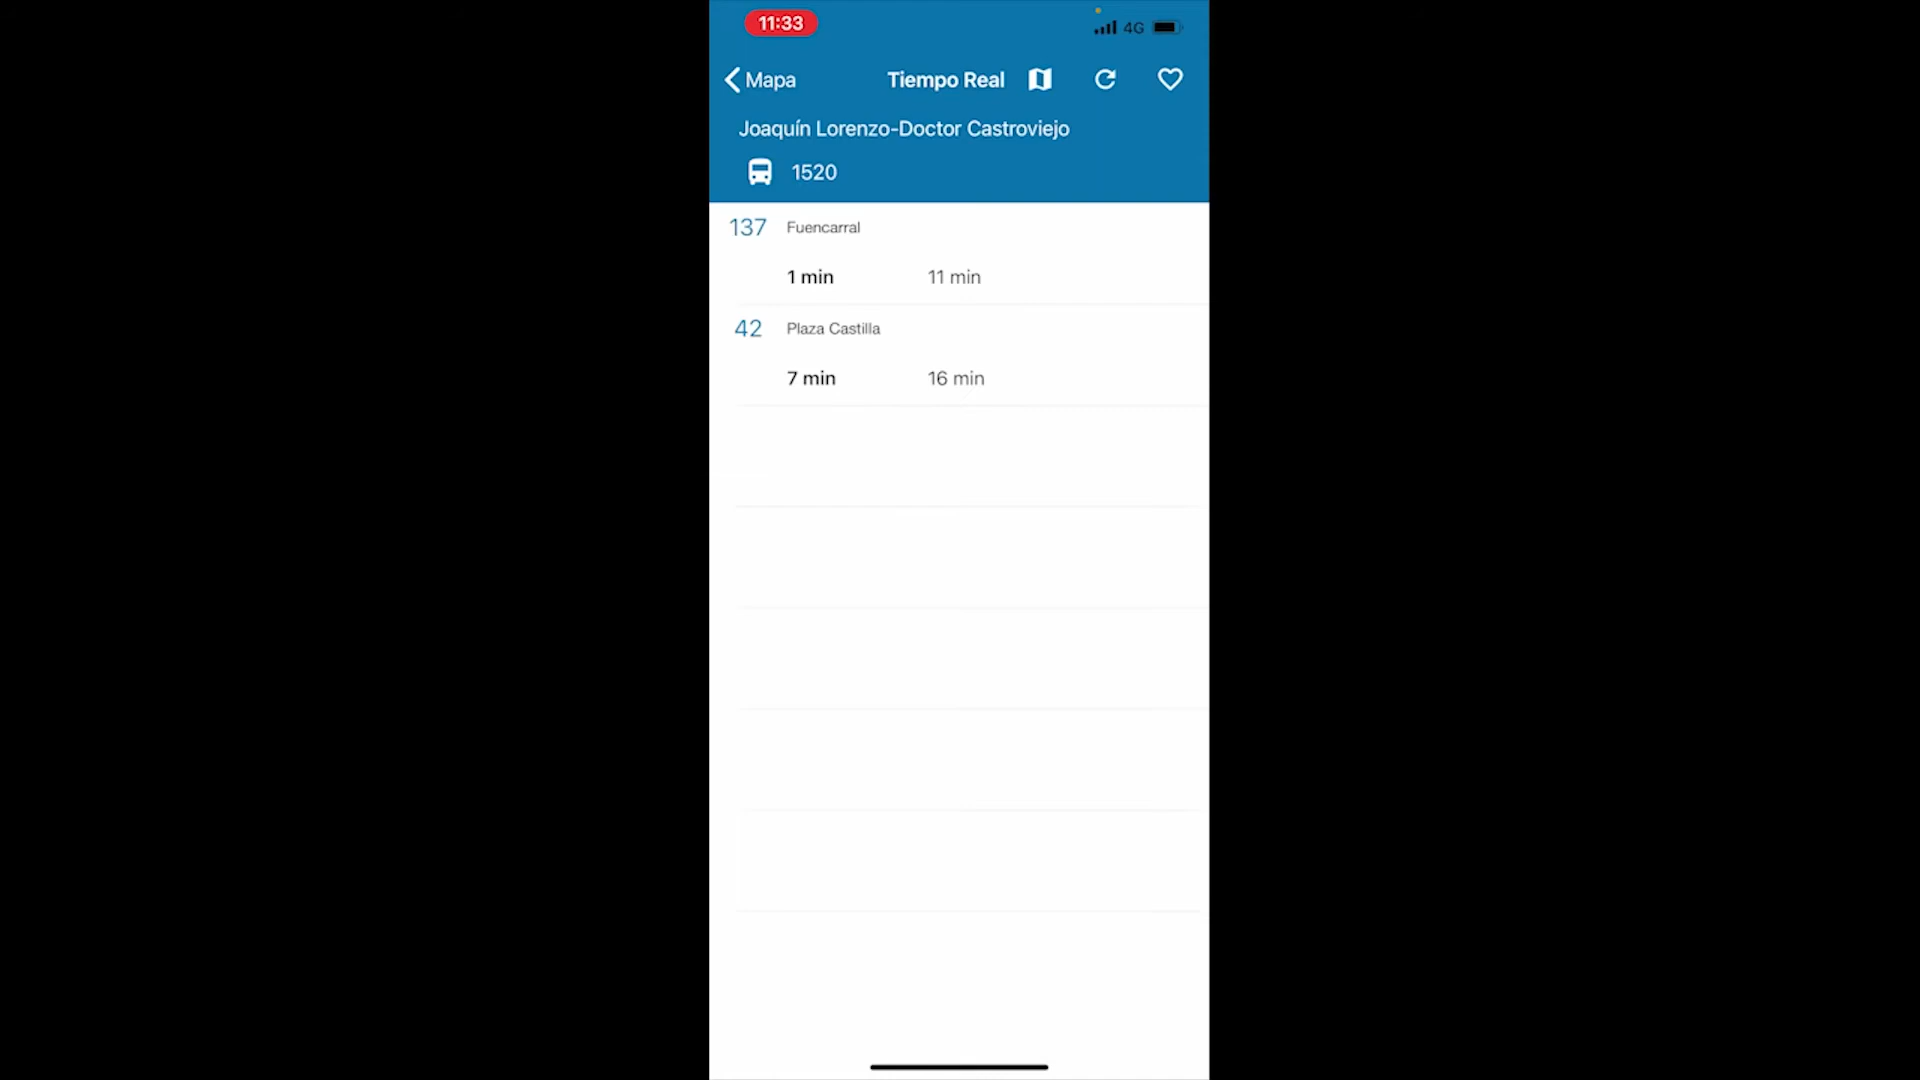 11:33
4G
Mapa
Tiempo Real
Joaquín Lorenzo-Doctor Castroviejo
1520
137 Fuencarral
1 min 11 min
42 Plaza Castilla
7 min 16 min